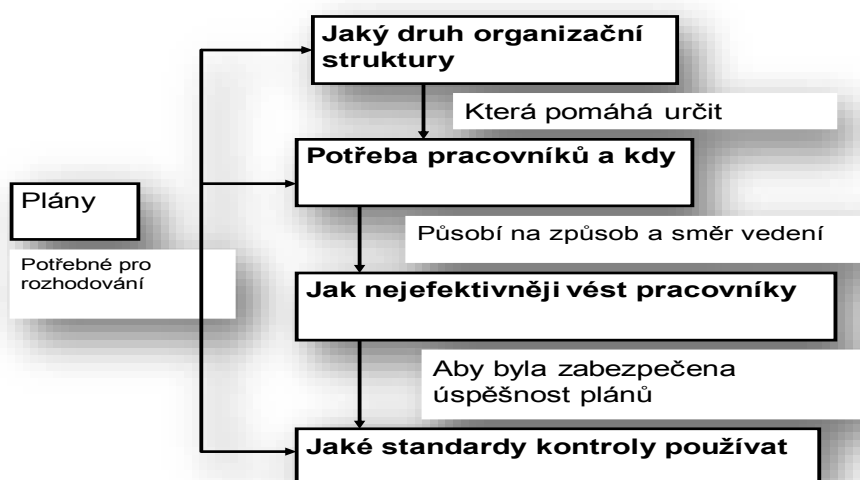 Jaký druh organizační
struktury
Která pomáhá určit
Potřeba pracovníků a kdy
Plány
Potřebné pro
rozhodování
Působí na způsob a směr vedení
Jak nejefektivněji vést pracovníky
Aby byla zabezpečena
úspěšnost plánů
Jaké standardy kontroly používat